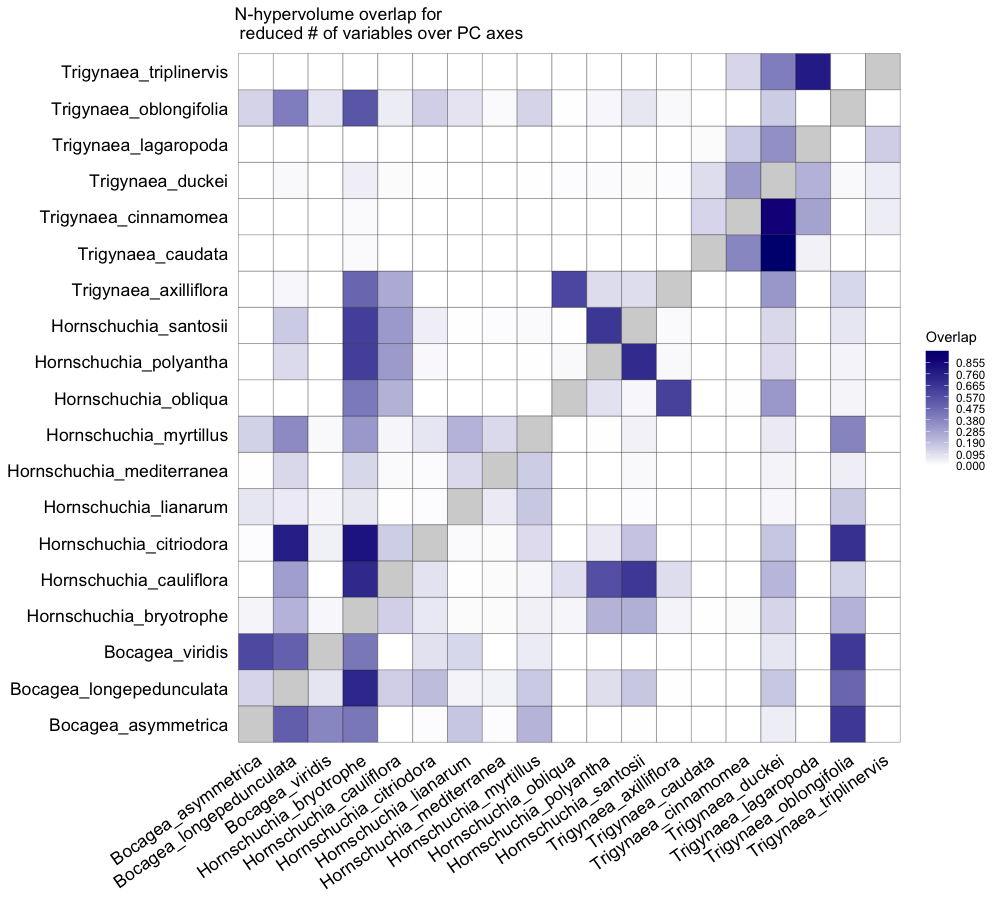 N-hypervolume overlap for
reduced # of variables over PC axes
Trigynaea_triplinervis
Trigynaea_oblongifolia
Trigynaea_lagaropoda
Trigynaea_duckei
Trigynaea_cinnamomea
Trigynaea_caudata
Trigynaea_axilliflora
Hornschuchia_santosii
Hornschuchia_polyantha
Hornschuchia_obliqua
Hornschuchia_myrtillus
Hornschuchia_mediterranea
Hornschuchia_lianarum
Hornschuchia_citriodora
Hornschuchia_cauliflora
Hornschuchia_bryotrophe
Bocagea_viridis
Bocagea_longepedunculata
Bocagea_asymmetrica
Bocagea_asymmetrica
Bocagea_longepedunculata
Bocagea_viridis
Hornschuchia_bryotrophe
Hornschuchia_cauliflora
Hornschuchia_citriodora
Hornschuchia_lianarum
Hornschuchia_mediterranea
Hornschuchia_myrtillus
Hornschuchia_obliqua
Hornschuchia_polyantha
Hornschuchia_santosii
Trigynaea_axilliflora
Trigynaea_caudata
Trigynaea_cinnamomea
Trigynaea_duckei
Trigynaea_lagaropoda
Trigynaea_oblongifolia
Trigynaea_triplinervis
Overlap
0.855
0.760
0.665
0.570
0.475
0.380
0.285
0.190
0.095
0.000